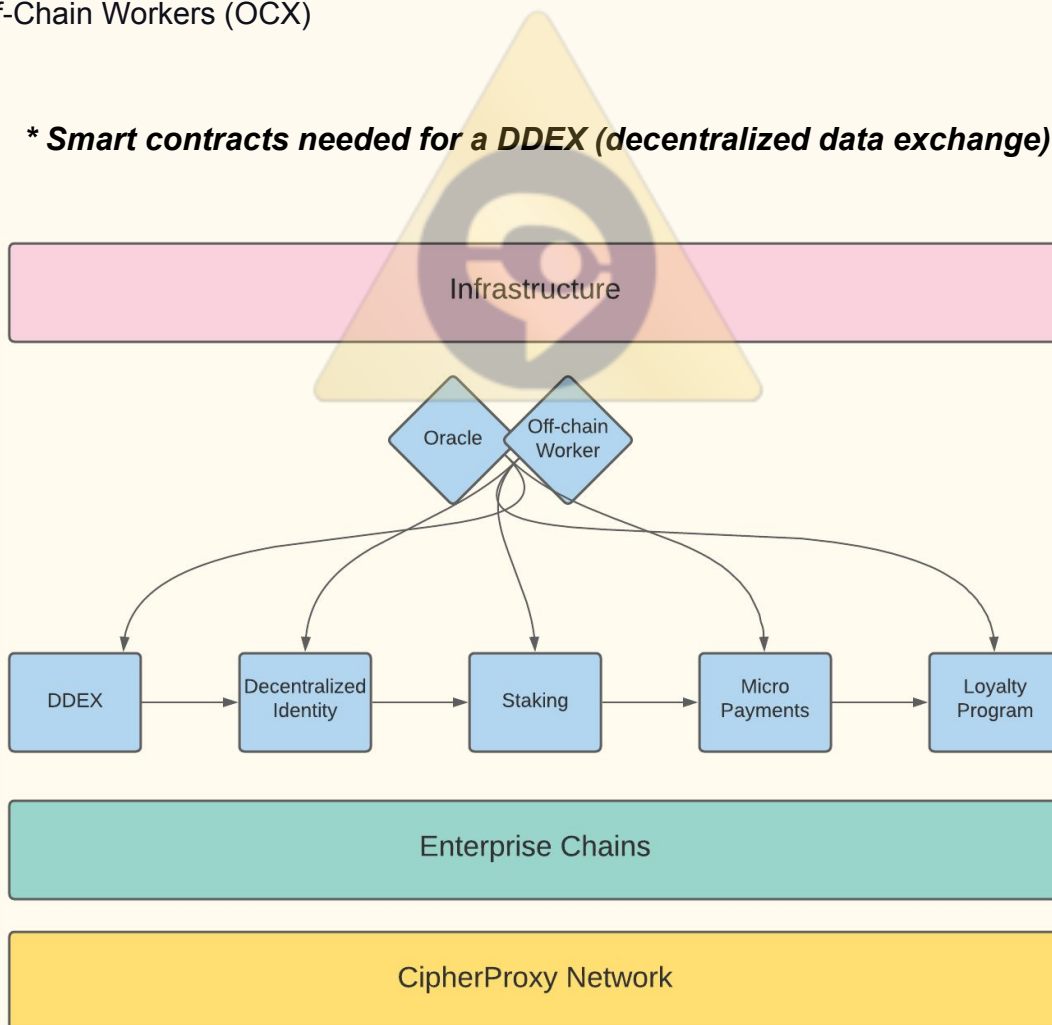 f-Chain Workers (OCX)
* Smart contracts needed for a DDEX (decentralized data exchange)
Infrastructure
Oracle
Off-chain
Worker
DDEX
Decentralized
Identity
Staking
Micro
Payments
Loyalty
Program
Enterprise Chains
CipherProxy Network